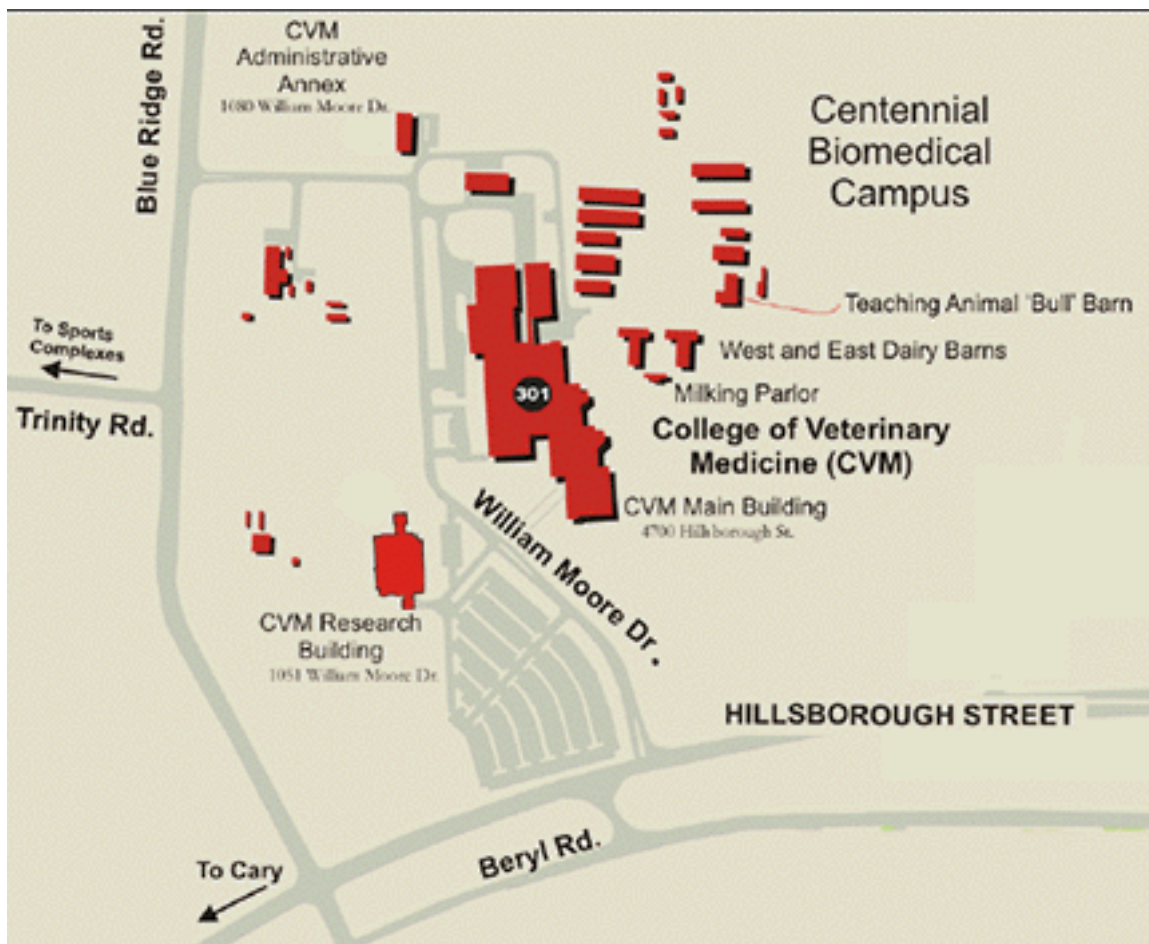 CVM
Administrative
Annex
1080 William Moore Dr.
Blue Ridge Rd.
Centennial
Biomedical
Campus
Teaching Animal 'Bull' Barn
To Sports
Complexes
West and East Dairy Barns
Trinity Rd.
301
Milking Parlor
College of Veterinary
Medicine (CVM)
CVM Main Building
4700 Hillsborough St.
William Moore Dr.
CVM Research
Building
1051 William Moore Dr.
HILLSBOROUGH STREET
Beryl Rd.
To Cary